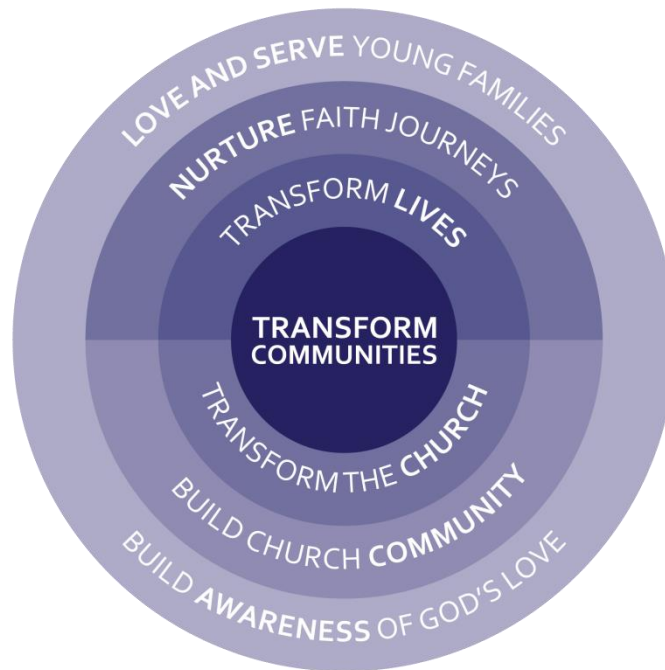 LOVE AND SERVE YOUNG FAMILIES
NURTURE FAITH JOURNEYS
TRANSFORM LIVES
TRANSFORM
COMMUNITIES
TRANSFORM THE CHURCH
BUILD CHURCH COMMUNITY
BUILD AWARENESS OF GOD'S LOVE